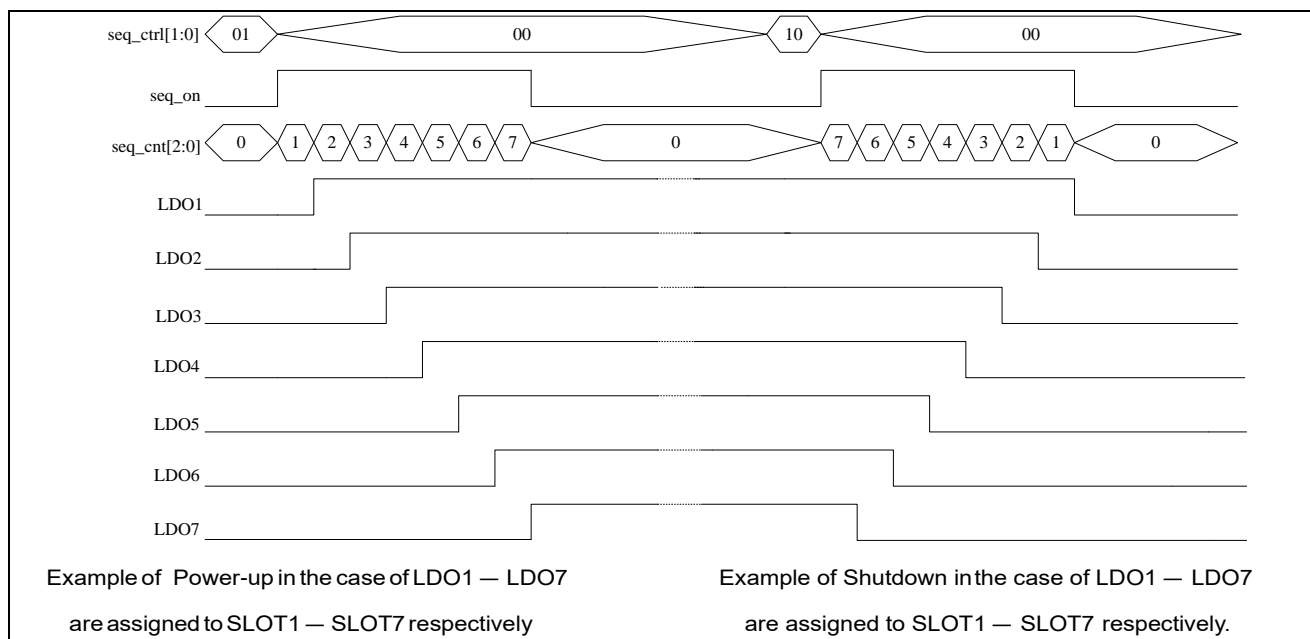 seq_ctrl[1:0] 01 00 10 00
seq_on
seq_cnt[2:0] 0 1 2 3 4 5 6 7 0 7 6 5 4 3 2 1 0
LDO1
LDO2
LDO3
LDO4
LDO5
LDO6
LDO7
Example of Power-up in the case of LDO1 — LDO7
are assigned to SLOT1 — SLOT7 respectively
Example of Shutdown in the case of LDO1 — LDO7
are assigned to SLOT1 — SLOT7 respectively.